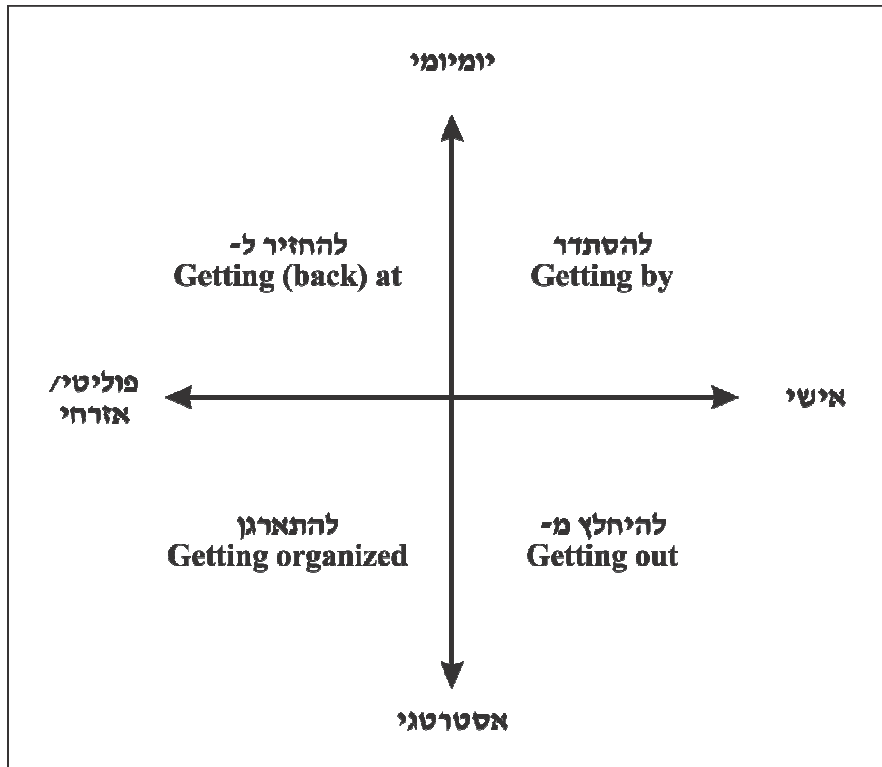 יומיומי
להסתדר
Getting by
להחזיר ל-
Getting (back) at
אישי
פוליטי/
אזרחי
להיחלץ מ-
Getting out
להתארגן
Getting organized
אסטרטגי